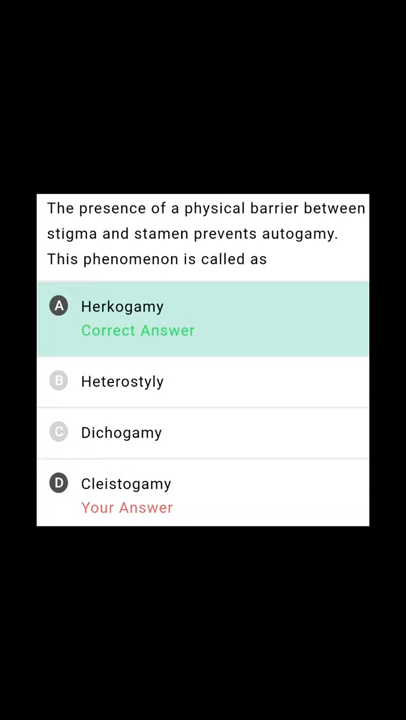 The presence of a physical barrier between
stigma and stamen prevents autogamy.
This phenomenon is called as
A Herkogamy
Correct Answer
B Heterostyly
C Dichogamy
D Cleistogamy
Your Answer